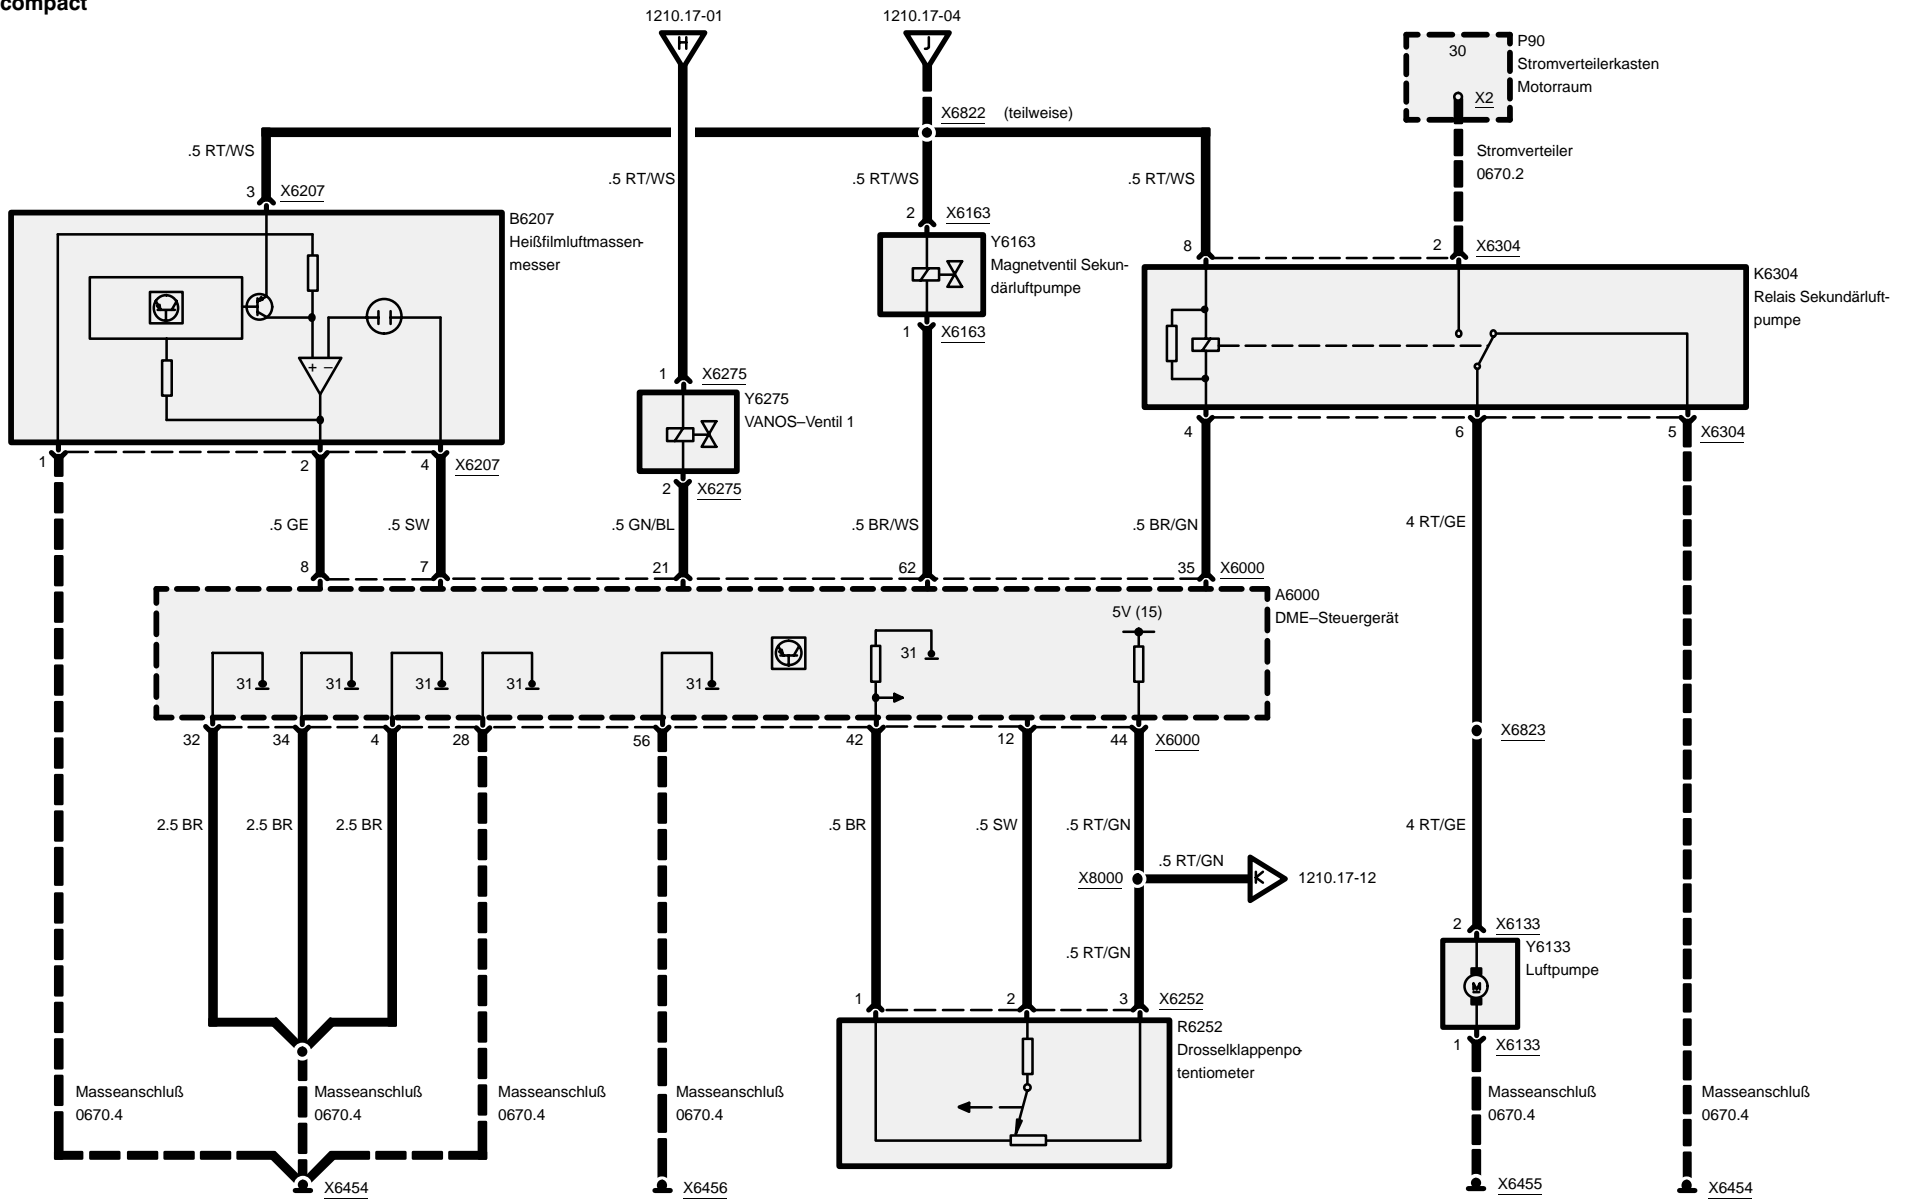 compact
1210.17-01
H
1210.17-04
J
30
X2
P90
Stromverteilerkasten
Motorraum
X6822 (teilweise)
Stromverteiler
0670.2
.5 RT/WS
.5 RT/WS
.5 RT/WS
.5 RT/WS
3 X6207
2 X6163
8
2 X6304
B6207
Heißfilmluftmassen-
messer
+ −
Y6163
Magnetventil Sekun-
därluftpumpe
K6304
Relais Sekundärluft-
pumpe
1 X6163
1 X6275
Y6275
VANOS–Ventil 1
2 X6275
1
2
4 X6207
4
6
5 X6304
.5 GE
.5 SW
.5 GN/BL
.5 BR/WS
.5 BR/GN
4 RT/GE
8
7
21
62
35 X6000
A6000
DME–Steuergerät
5V (15)
31
31
31
31
31
31
32
34
4
28
56
42
12
44 X6000
X6823
2.5 BR
2.5 BR
2.5 BR
.5 BR
.5 SW
.5 RT/GN
4 RT/GE
X8000
.5 RT/GN
K
1210.17-12
.5 RT/GN
2 X6133
Y6133
Luftpumpe
M
1 X6133
1
2
3 X6252
R6252
Drosselklappenpo-
tentiometer
Masseanschluß
0670.4
Masseanschluß
0670.4
Masseanschluß
0670.4
Masseanschluß
0670.4
Masseanschluß
0670.4
Masseanschluß
0670.4
X6454
X6456
X6455
X6454